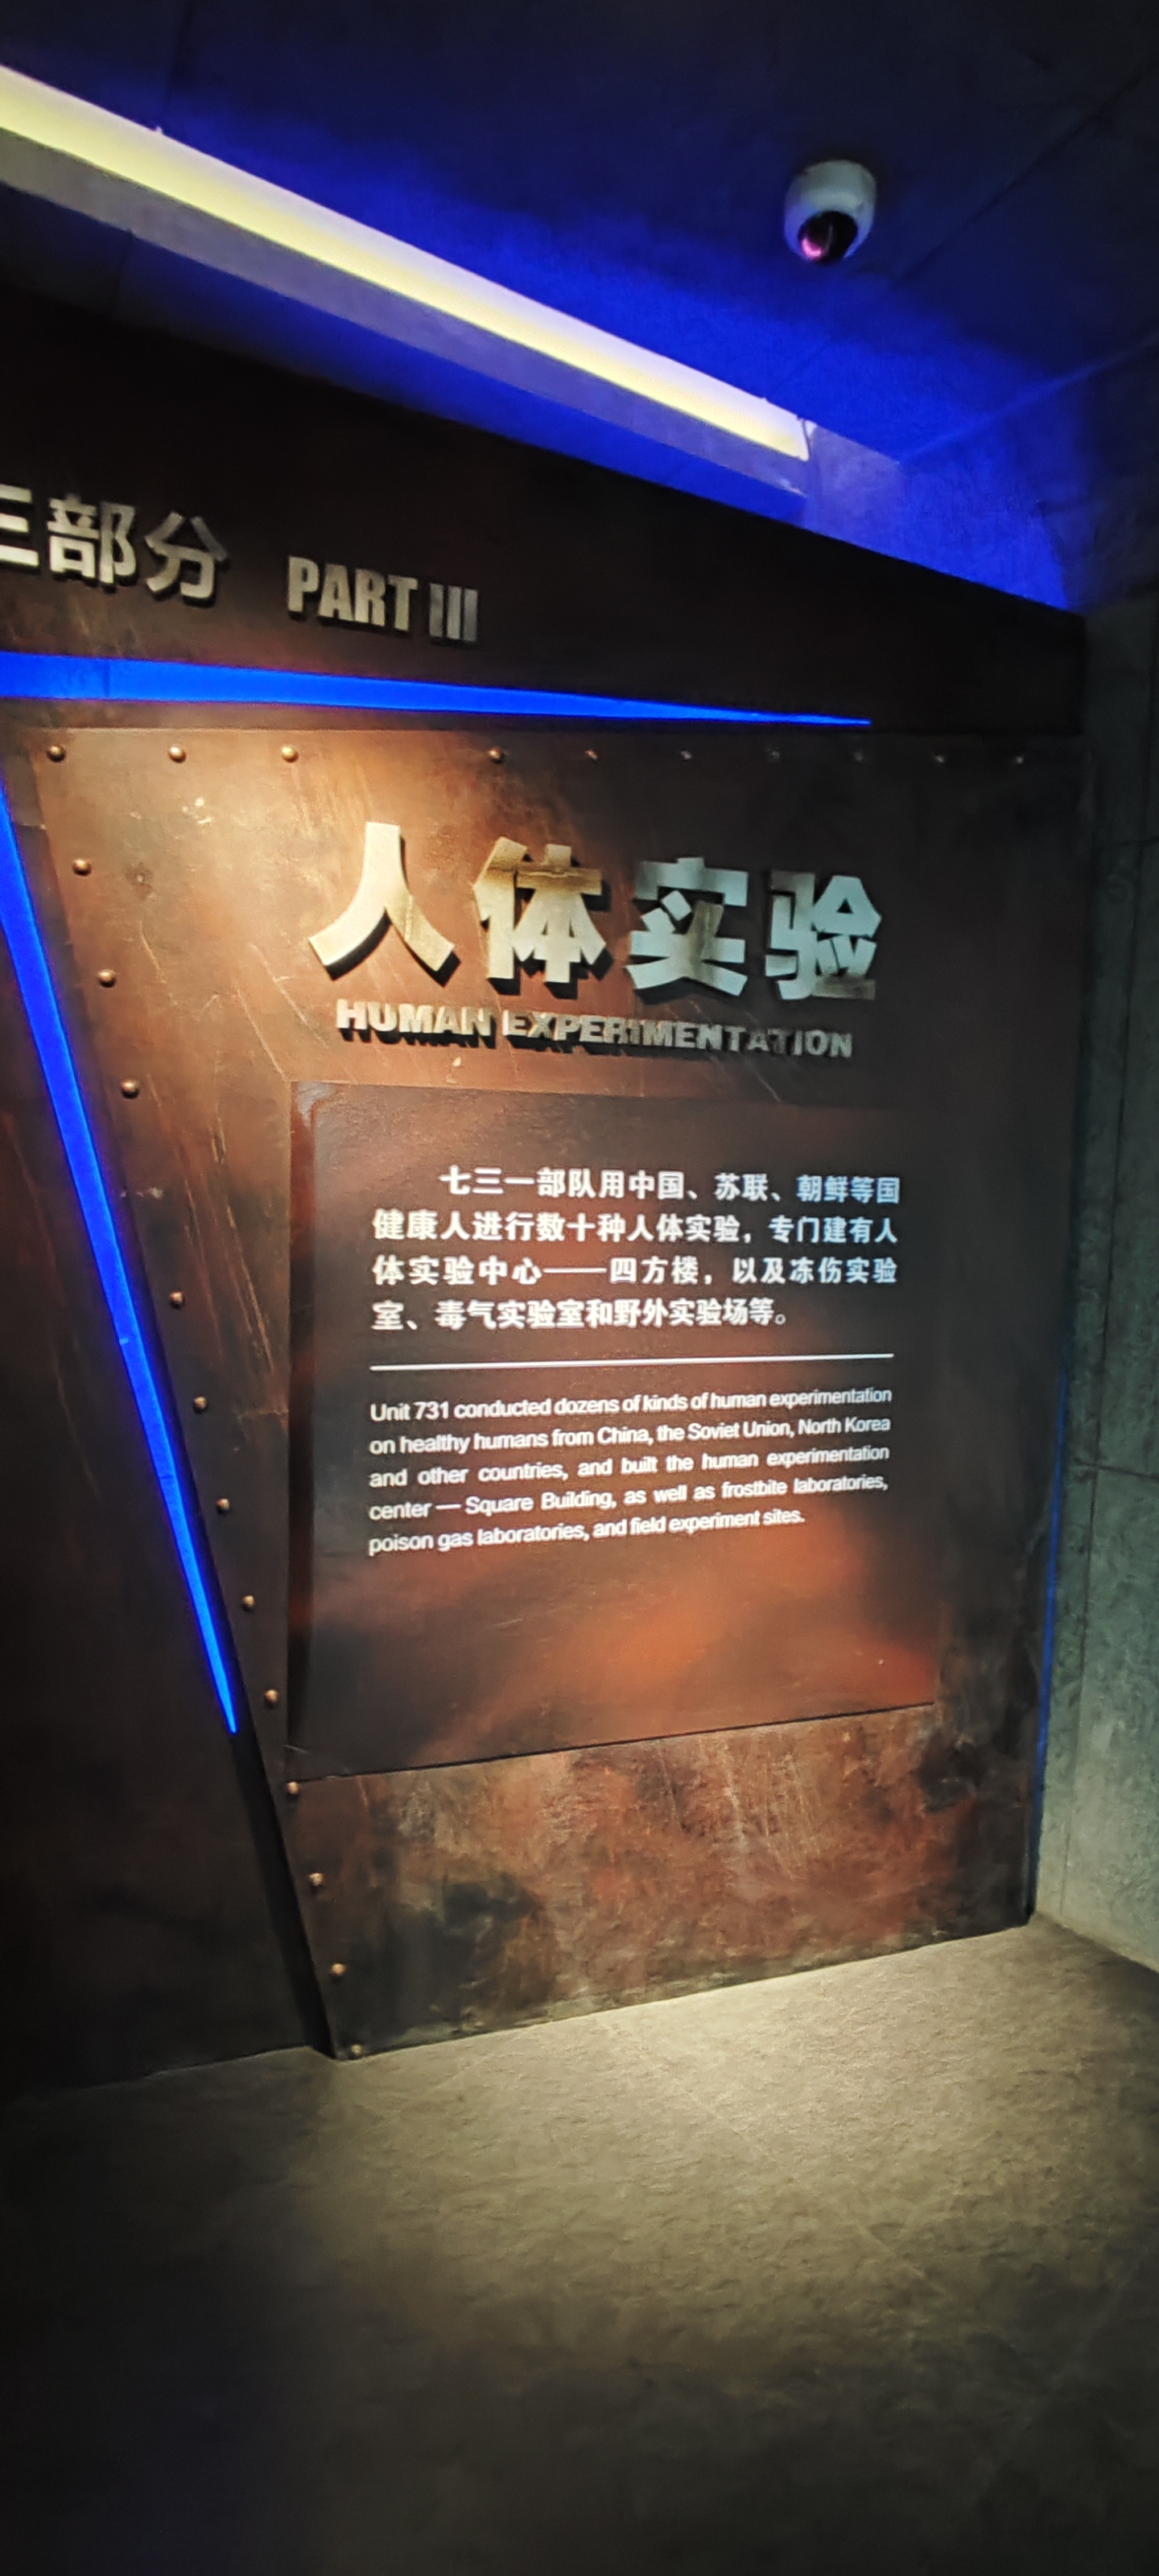 三部分 PART III
人体实验
HUMAN EXPERIMENTATION
七三一部队用中国、苏联、朝鲜等国
健康人进行数十种人体实验，专门建有人
体实验中心——四方楼，以及冻伤实验
室、毒气实验室和野外实验场等。
Unit 731 conducted dozens of kinds of human experimentation
on healthy humans from China, the Soviet Union, North Korea
and other countries, and built the human experimentation
center — Square Building, as well as frostbite laboratories,
poison gas laboratories, and field experiment sites.